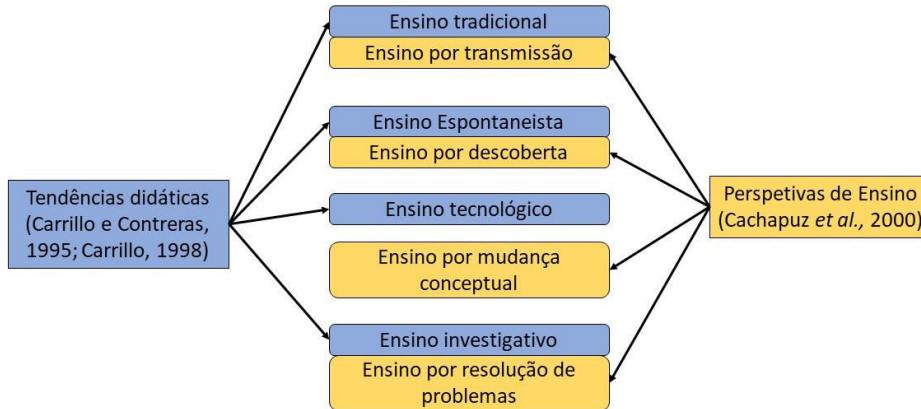 Ensino tradicional
Ensino por transmissão
Ensino Espontaneista
Ensino por descoberta
Tendências didáticas
(Carrillo e Contreras,
1995; Carrillo, 1998)
Ensino tecnológico
Perspetivas de Ensino
(Cachapuz et al., 2000)
Ensino por mudança
conceptual
Ensino investigativo
Ensino por resolução de
problemas